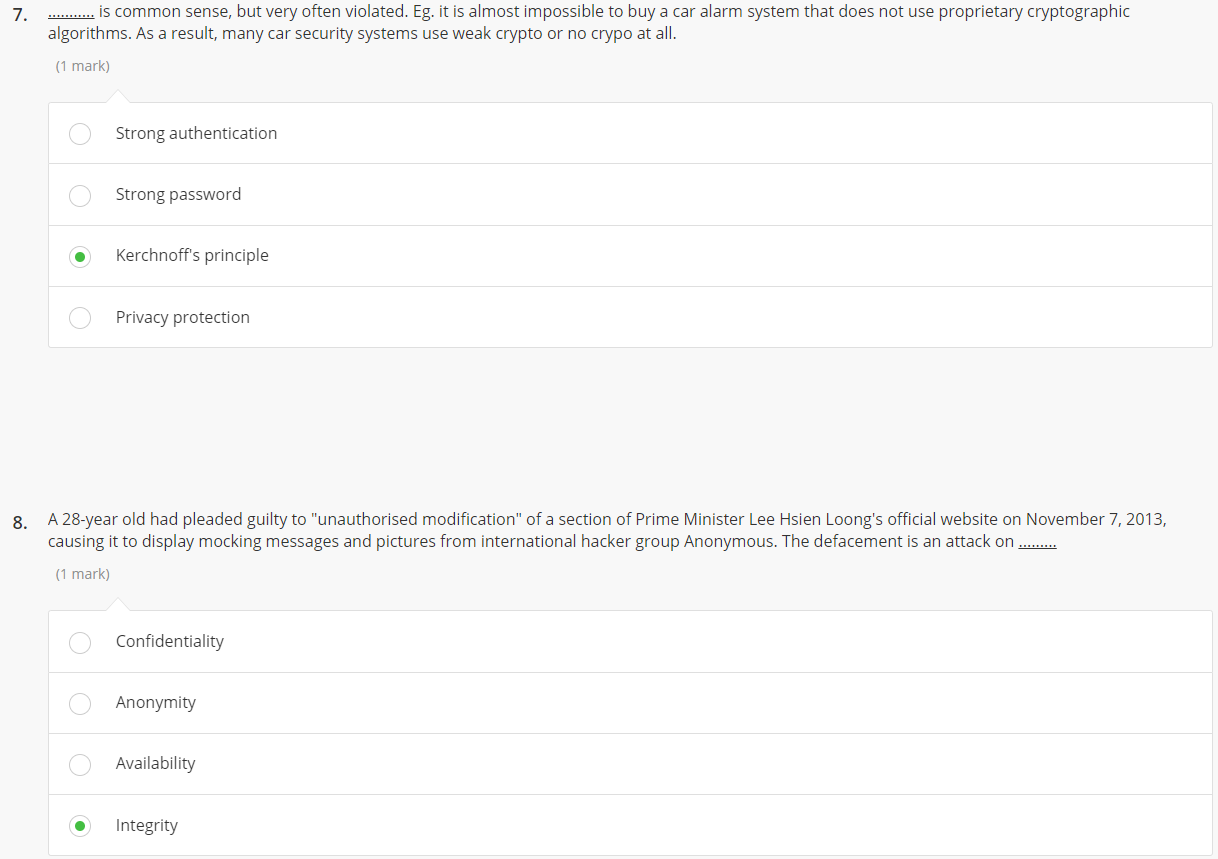 7. ........... is common sense, but very often violated. Eg. it is almost impossible to buy a car alarm system that does not use proprietary cryptographic
algorithms. As a result, many car security systems use weak crypto or no crypo at all.
(1 mark)
Strong authentication
Strong password
Kerchnoff's principle
Privacy protection
8. A 28-year old had pleaded guilty to "unauthorised modification" of a section of Prime Minister Lee Hsien Loong's official website on November 7, 2013,
causing it to display mocking messages and pictures from international hacker group Anonymous. The defacement is an attack on .........
(1 mark)
Confidentiality
Anonymity
Availability
Integrity